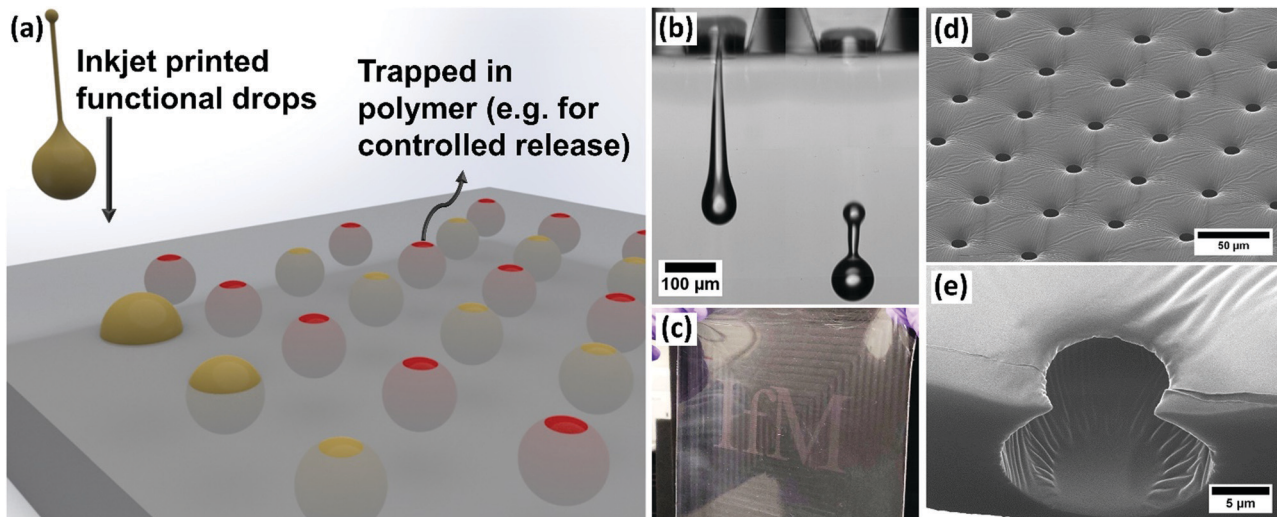 (a)
Inkjet printed
functional drops
Trapped in
polymer (e.g. for
controlled release)
(b)
100 µm
(c)
IfM
(d)
50 µm
(e)
5 µm